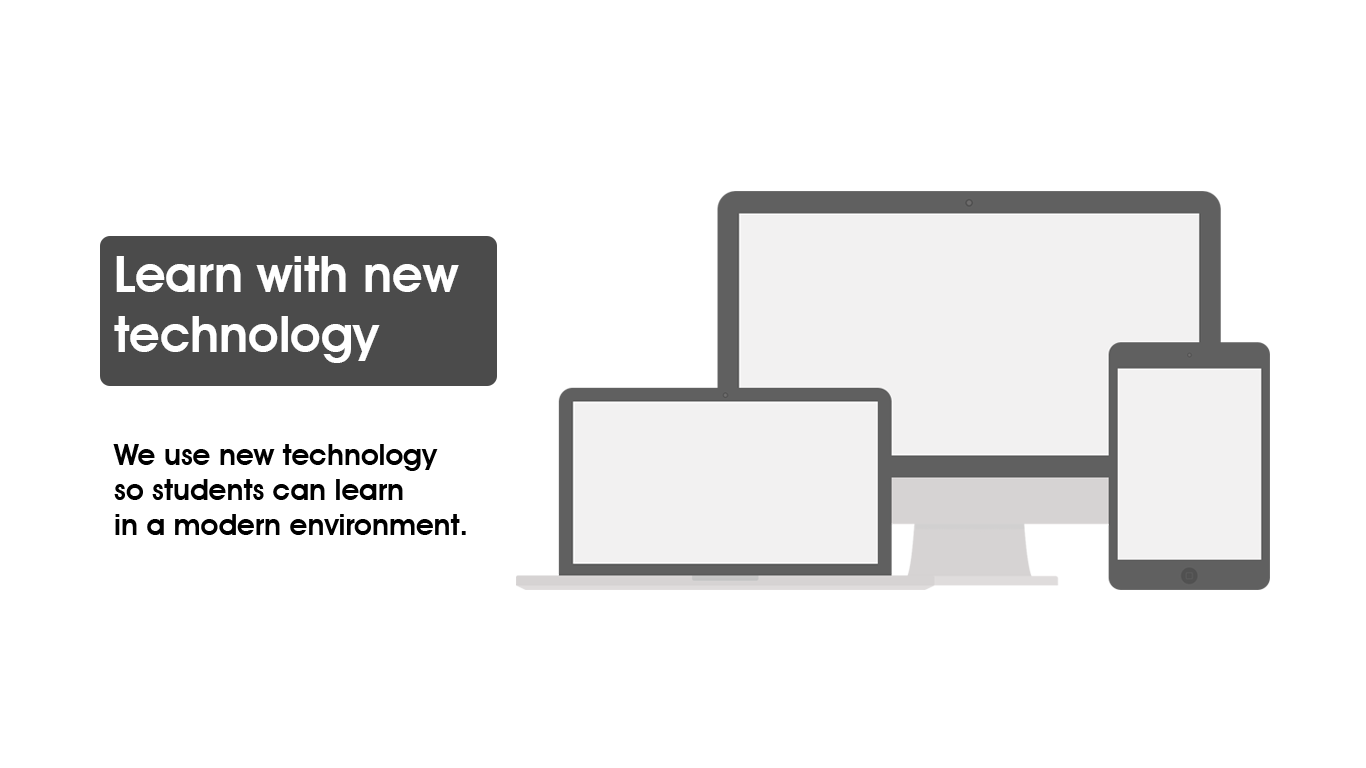 Learn with new
technology
We use new technology
so students can learn
in a modern environment.